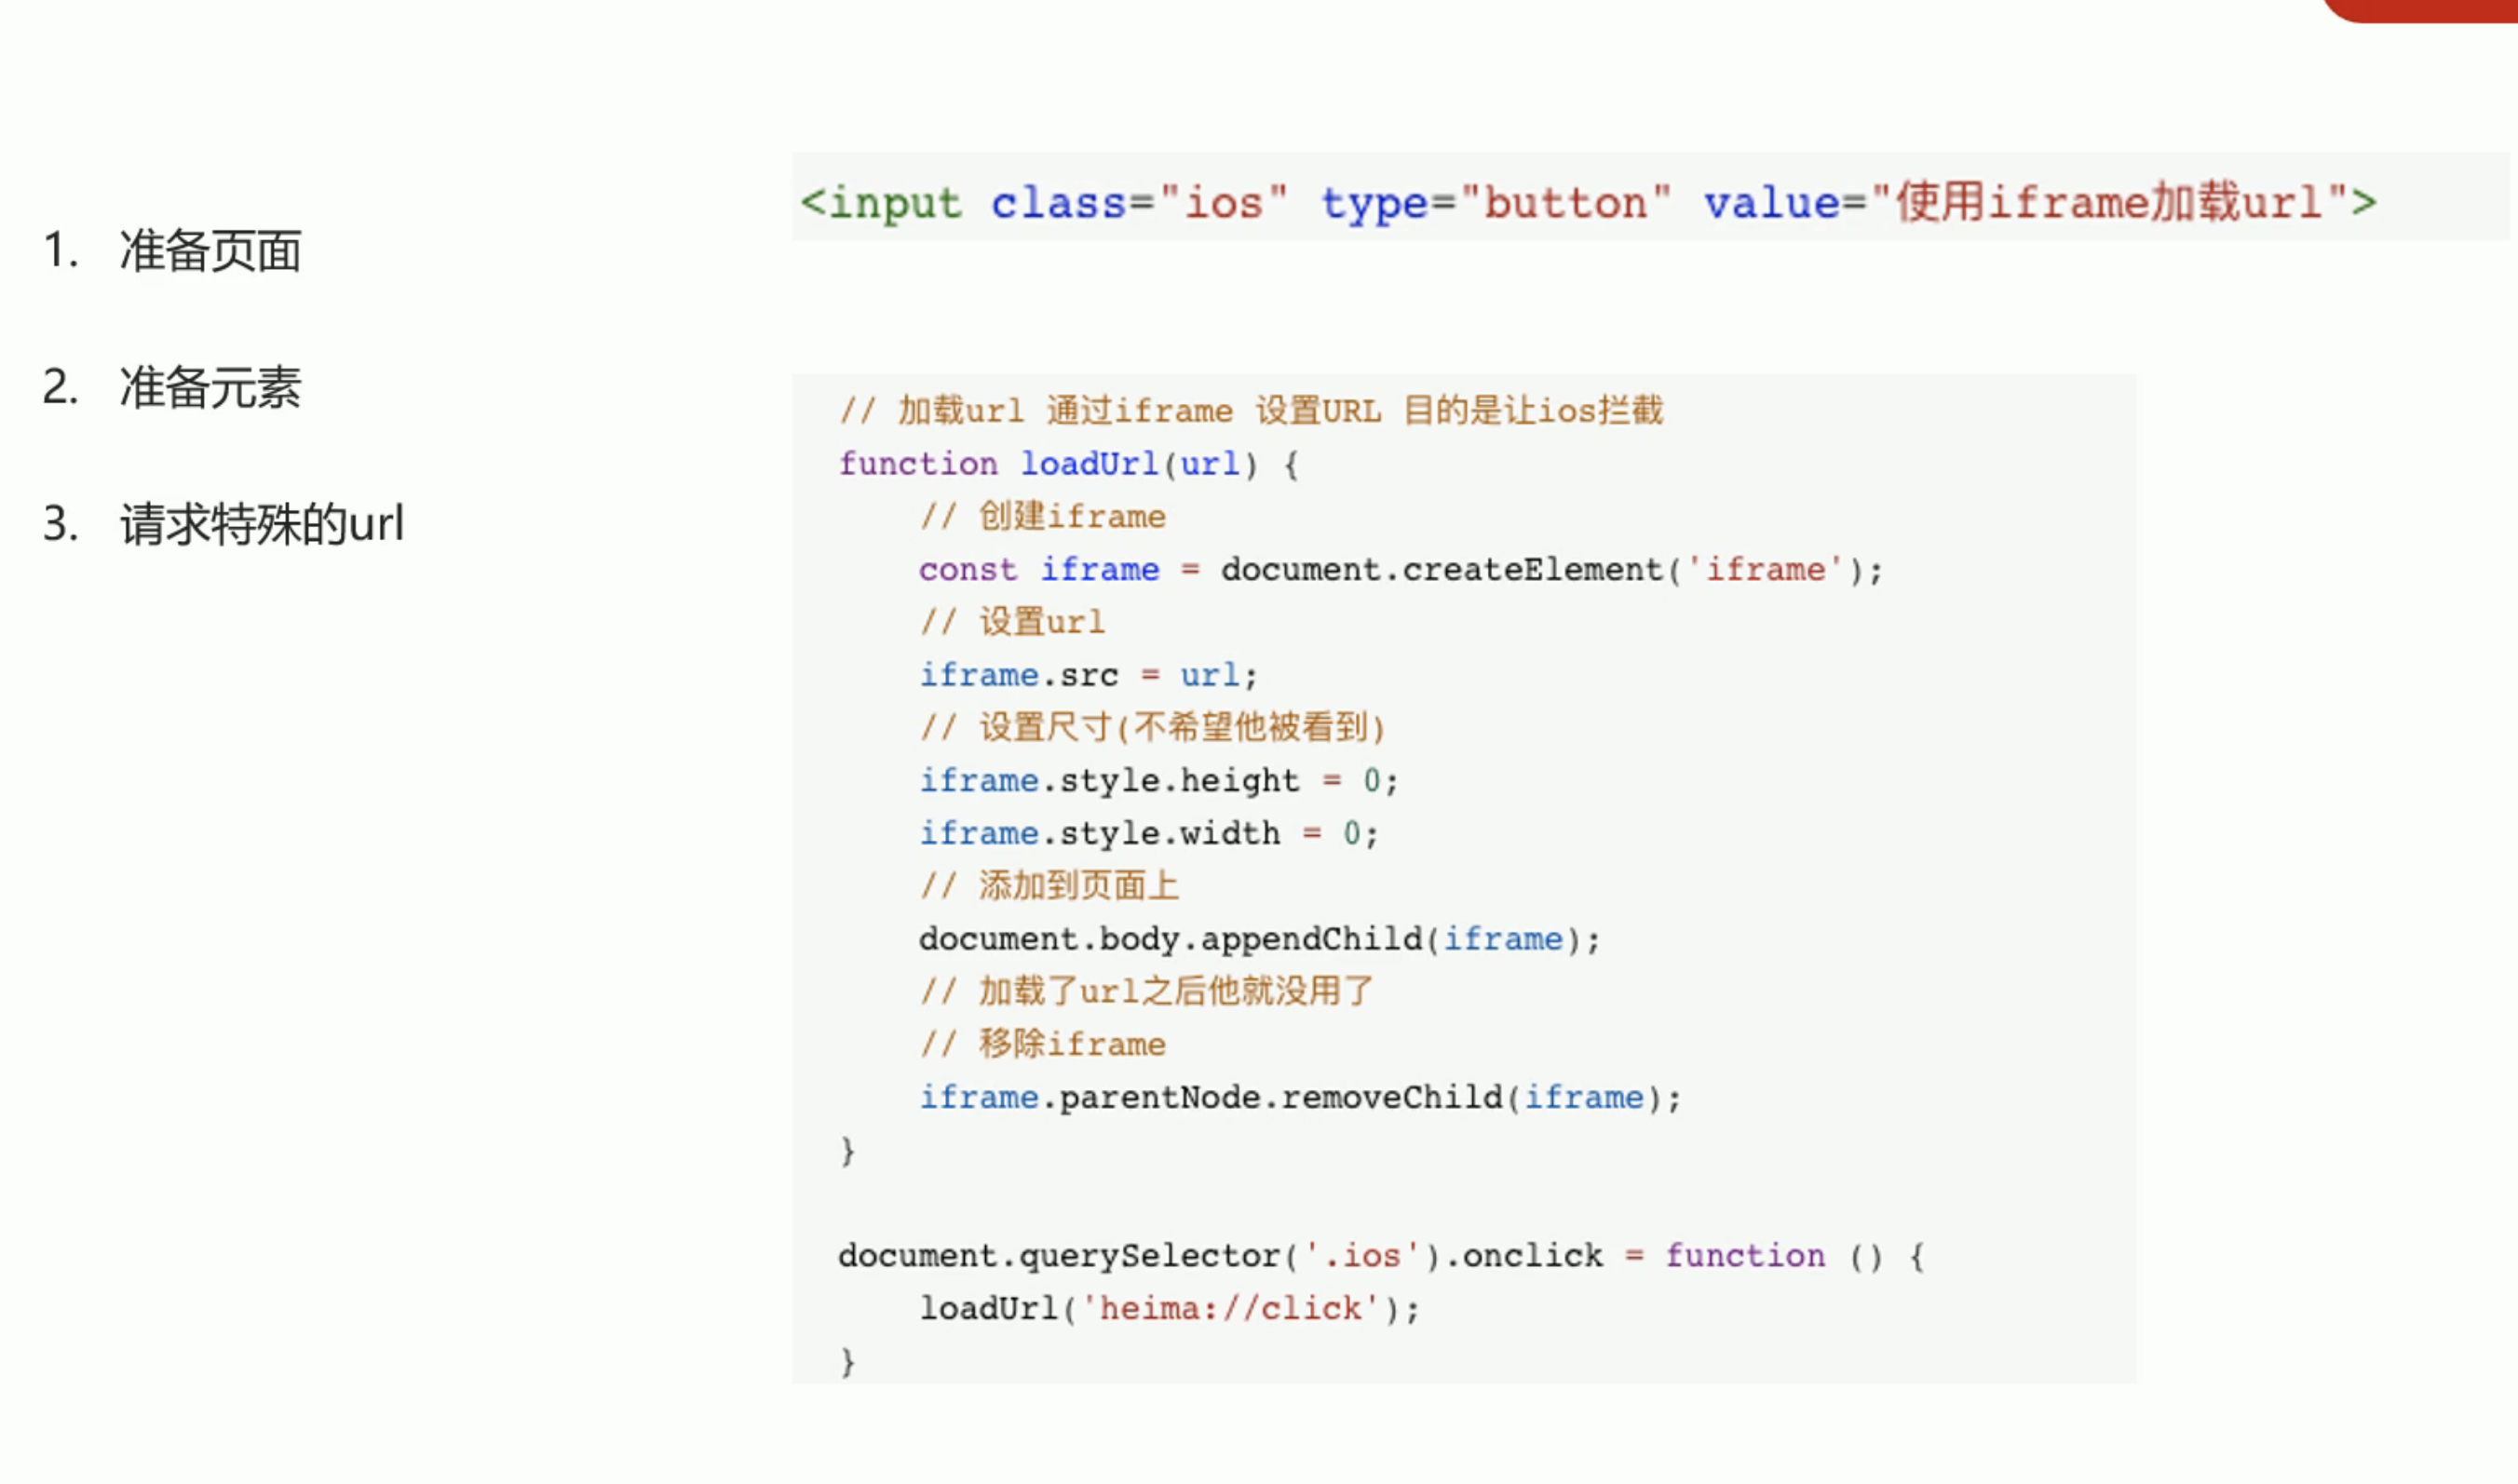 1. 准备页面
2. 准备元素
3. 请求特殊的url
<input class="ios" type="button" value="使用iframe加载url">
// 加载url 通过iframe 设置URL 目的是让ios拦截
function loadUrl(url) {
    // 创建iframe
    const iframe = document.createElement('iframe');
    // 设置url
    iframe.src = url;
    // 设置尺寸(不希望他被看到)
    iframe.style.height = 0;
    iframe.style.width = 0;
    // 添加到页面上
    document.body.appendChild(iframe);
    // 加载了url之后他就没用了
    // 移除iframe
    iframe.parentNode.removeChild(iframe);
}
document.querySelector('.ios').onclick = function () {
    loadUrl('heima://click');
}